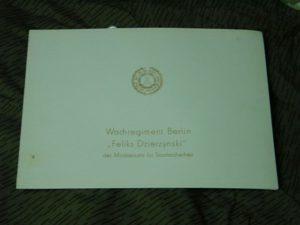 Wachregiment Berlin
„Feliks Dzierzynski"
des Ministeriums für Staatssicherheit